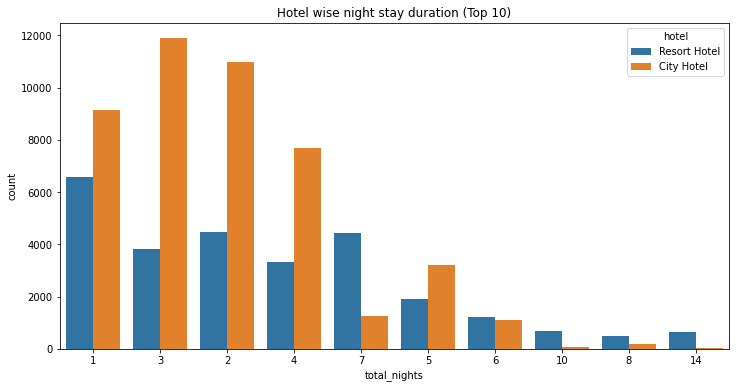 Hotel wise night stay duration (Top 10)
hotel
Resort Hotel
City Hotel
12000
10000
8000
6000
4000
2000
0
count
1 3 2 4 7 5 6 10 8 14
total_nights